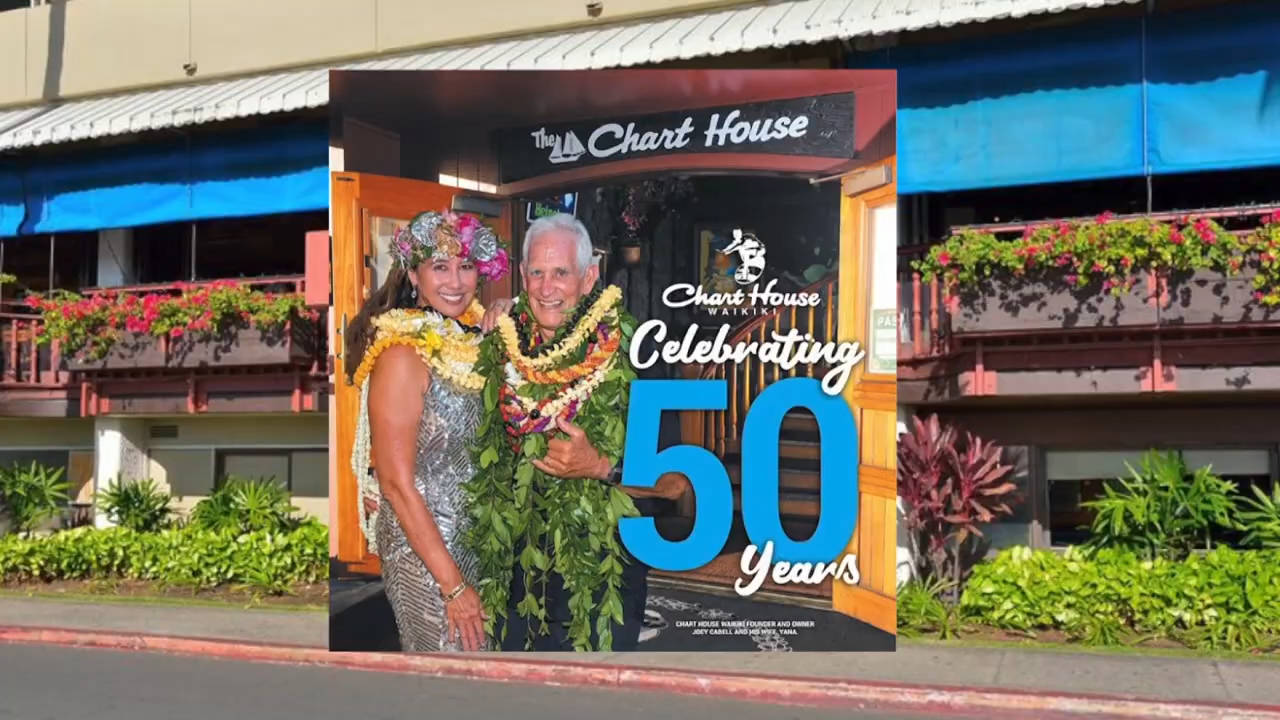 The Chart House
Chart House
WAIKIKI
Celebrating
50
Years
CHART HOUSE WAIKIKI FOUNDER AND OWNER
JOEY CABELL AND HIS WIFE, YANA.